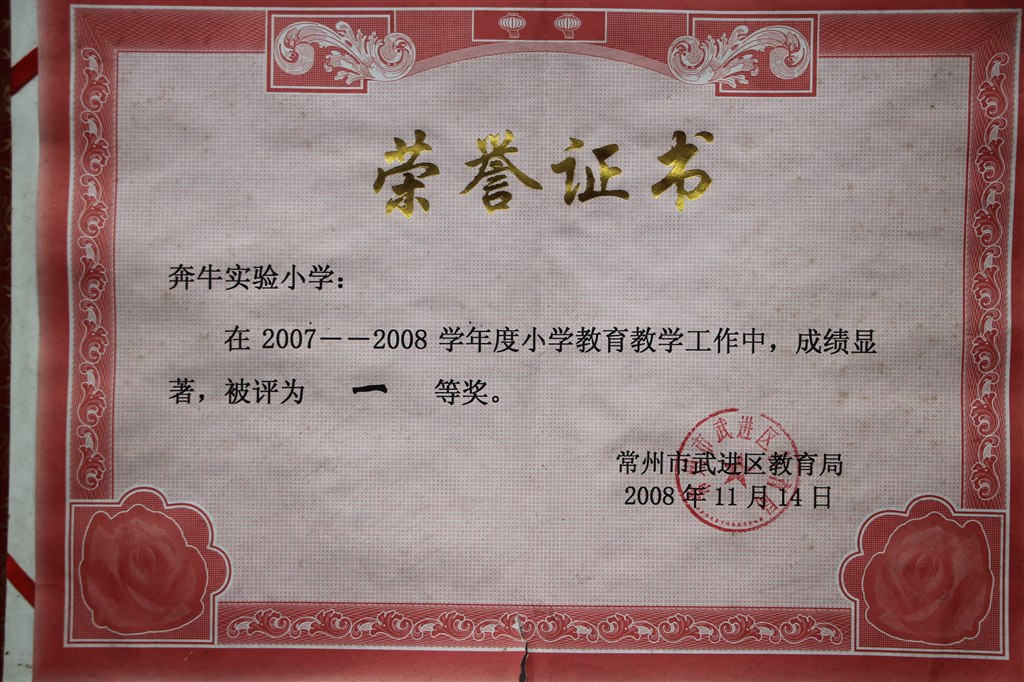 荣誉证书
奔牛实验小学：
在 2007－－2008 学年度小学教育教学工作中，成绩显
著，被评为 一 等奖。
常州市武进区教育局
2008 年 11 月 14 日